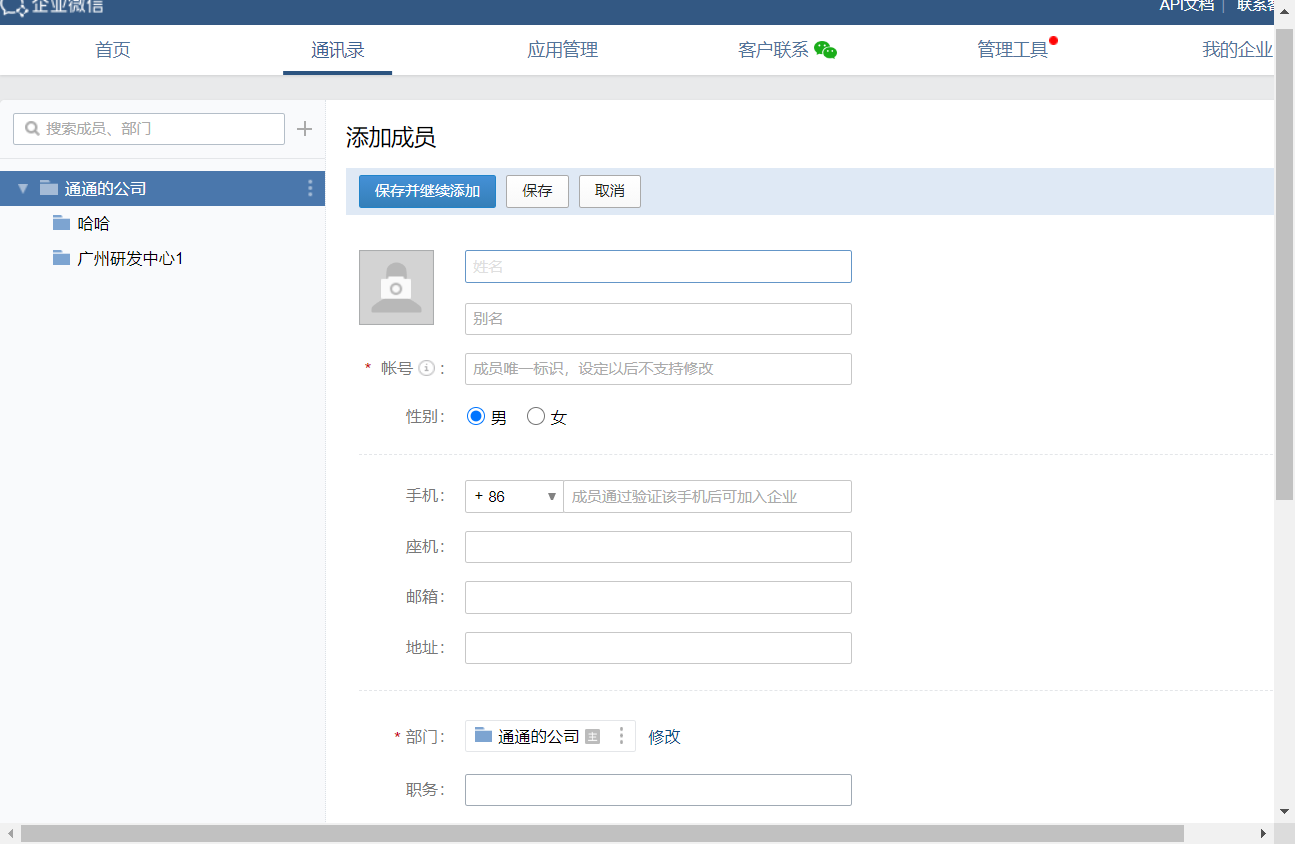 企业微信
API文档 | 联系客
首页 通讯录 应用管理 客户联系 管理工具 我的企业
搜索成员、部门
通通的公司
哈哈
广州研发中心1
添加成员
保存并继续添加 保存 取消
姓名
别名
* 帐号 i : 成员唯一标识，设定以后不支持修改
性别: 男 女
手机: + 86 成员通过验证该手机后可加入企业
座机:
邮箱:
地址:
* 部门: 通通的公司 主 修改
职务: